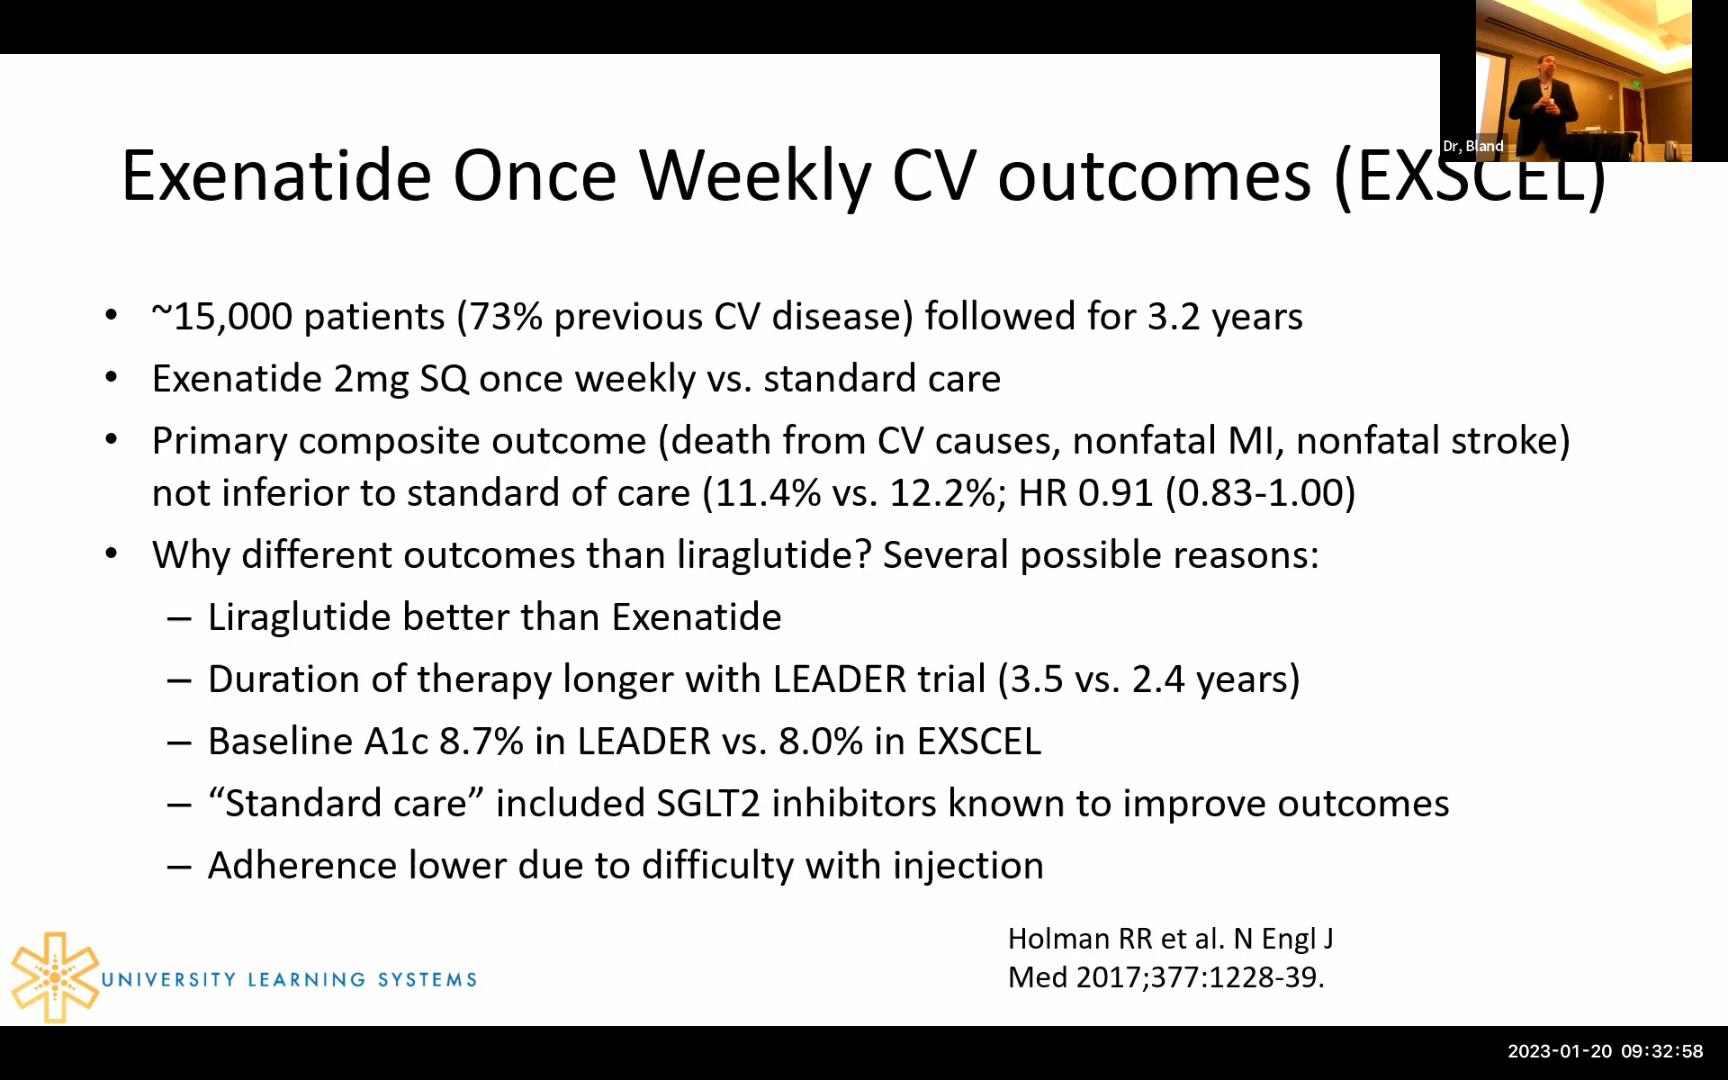 Dr, Bland
Exenatide Once Weekly CV outcomes (EXSCEL)
• ~15,000 patients (73% previous CV disease) followed for 3.2 years
• Exenatide 2mg SQ once weekly vs. standard care
• Primary composite outcome (death from CV causes, nonfatal MI, nonfatal stroke)
not inferior to standard of care (11.4% vs. 12.2%; HR 0.91 (0.83-1.00)
• Why different outcomes than liraglutide? Several possible reasons:
– Liraglutide better than Exenatide
– Duration of therapy longer with LEADER trial (3.5 vs. 2.4 years)
– Baseline A1c 8.7% in LEADER vs. 8.0% in EXSCEL
– “Standard care” included SGLT2 inhibitors known to improve outcomes
– Adherence lower due to difficulty with injection
Holman RR et al. N Engl J
Med 2017;377:1228-39.
UNIVERSITY LEARNING SYSTEMS
2023-01-20 09:32:58